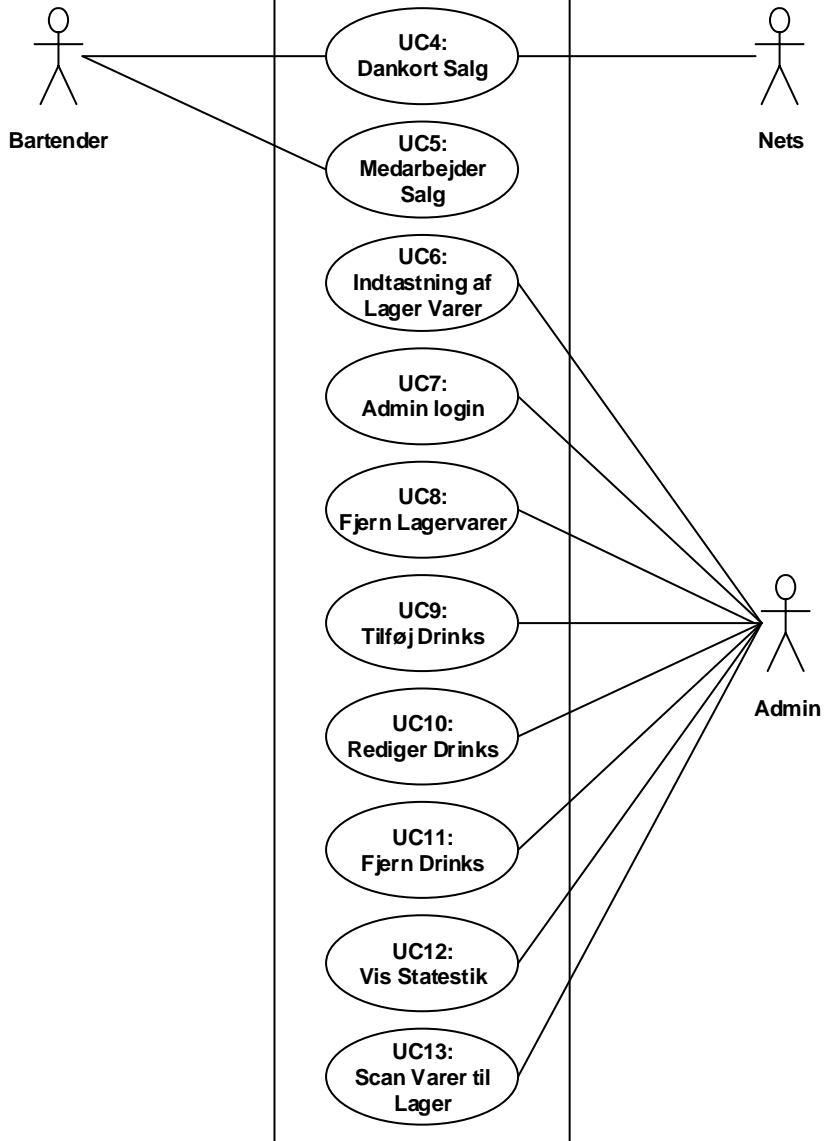 UC4:
Dankort Salg
Bartender
Nets
UC5:
Medarbejder
Salg
UC6:
Indtastning af
Lager Varer
UC7:
Admin login
UC8:
Fjern Lagervarer
UC9:
Tilføj Drinks
Admin
UC10:
Rediger Drinks
UC11:
Fjern Drinks
UC12:
Vis Statestik
UC13:
Scan Varer til
Lager